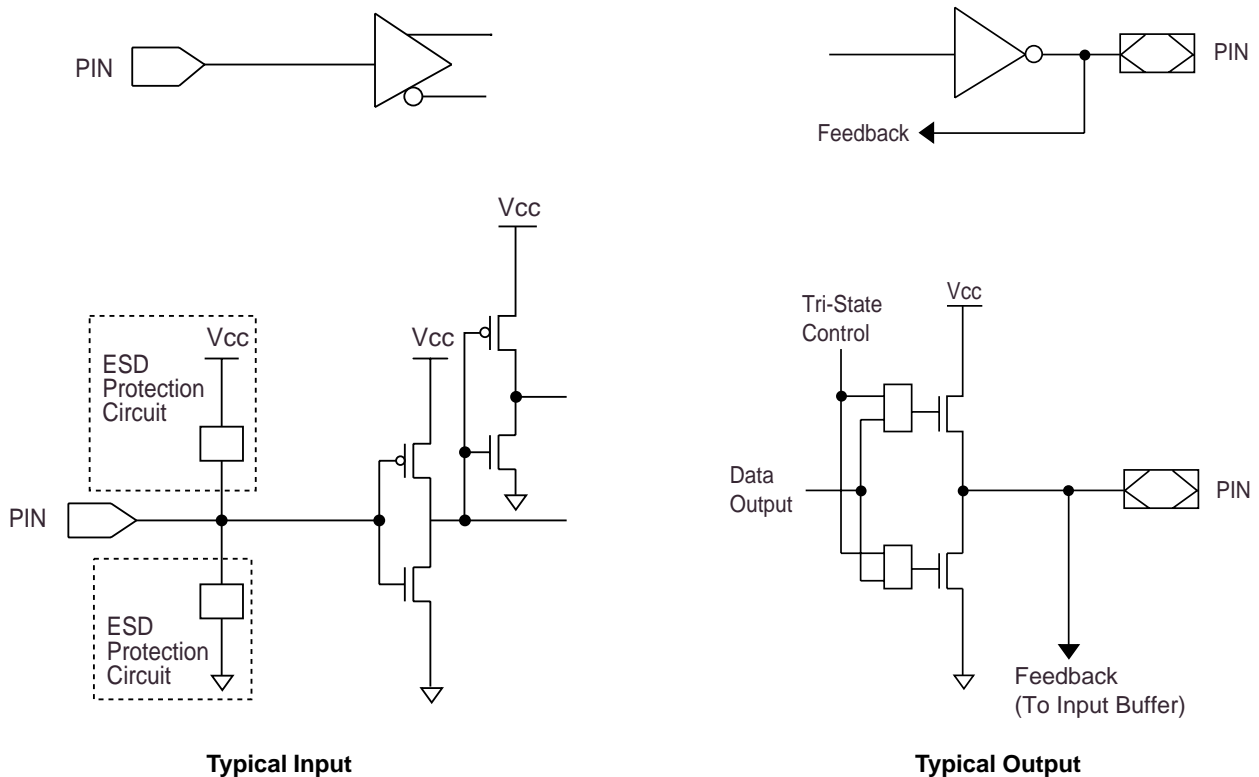 PIN
PIN
Feedback
Vcc
Vcc
ESD
Protection
Circuit
Vcc
PIN
ESD
Protection
Circuit
Typical Input
Tri-State
Control
Vcc
Data
Output
PIN
Feedback
(To Input Buffer)
Typical Output